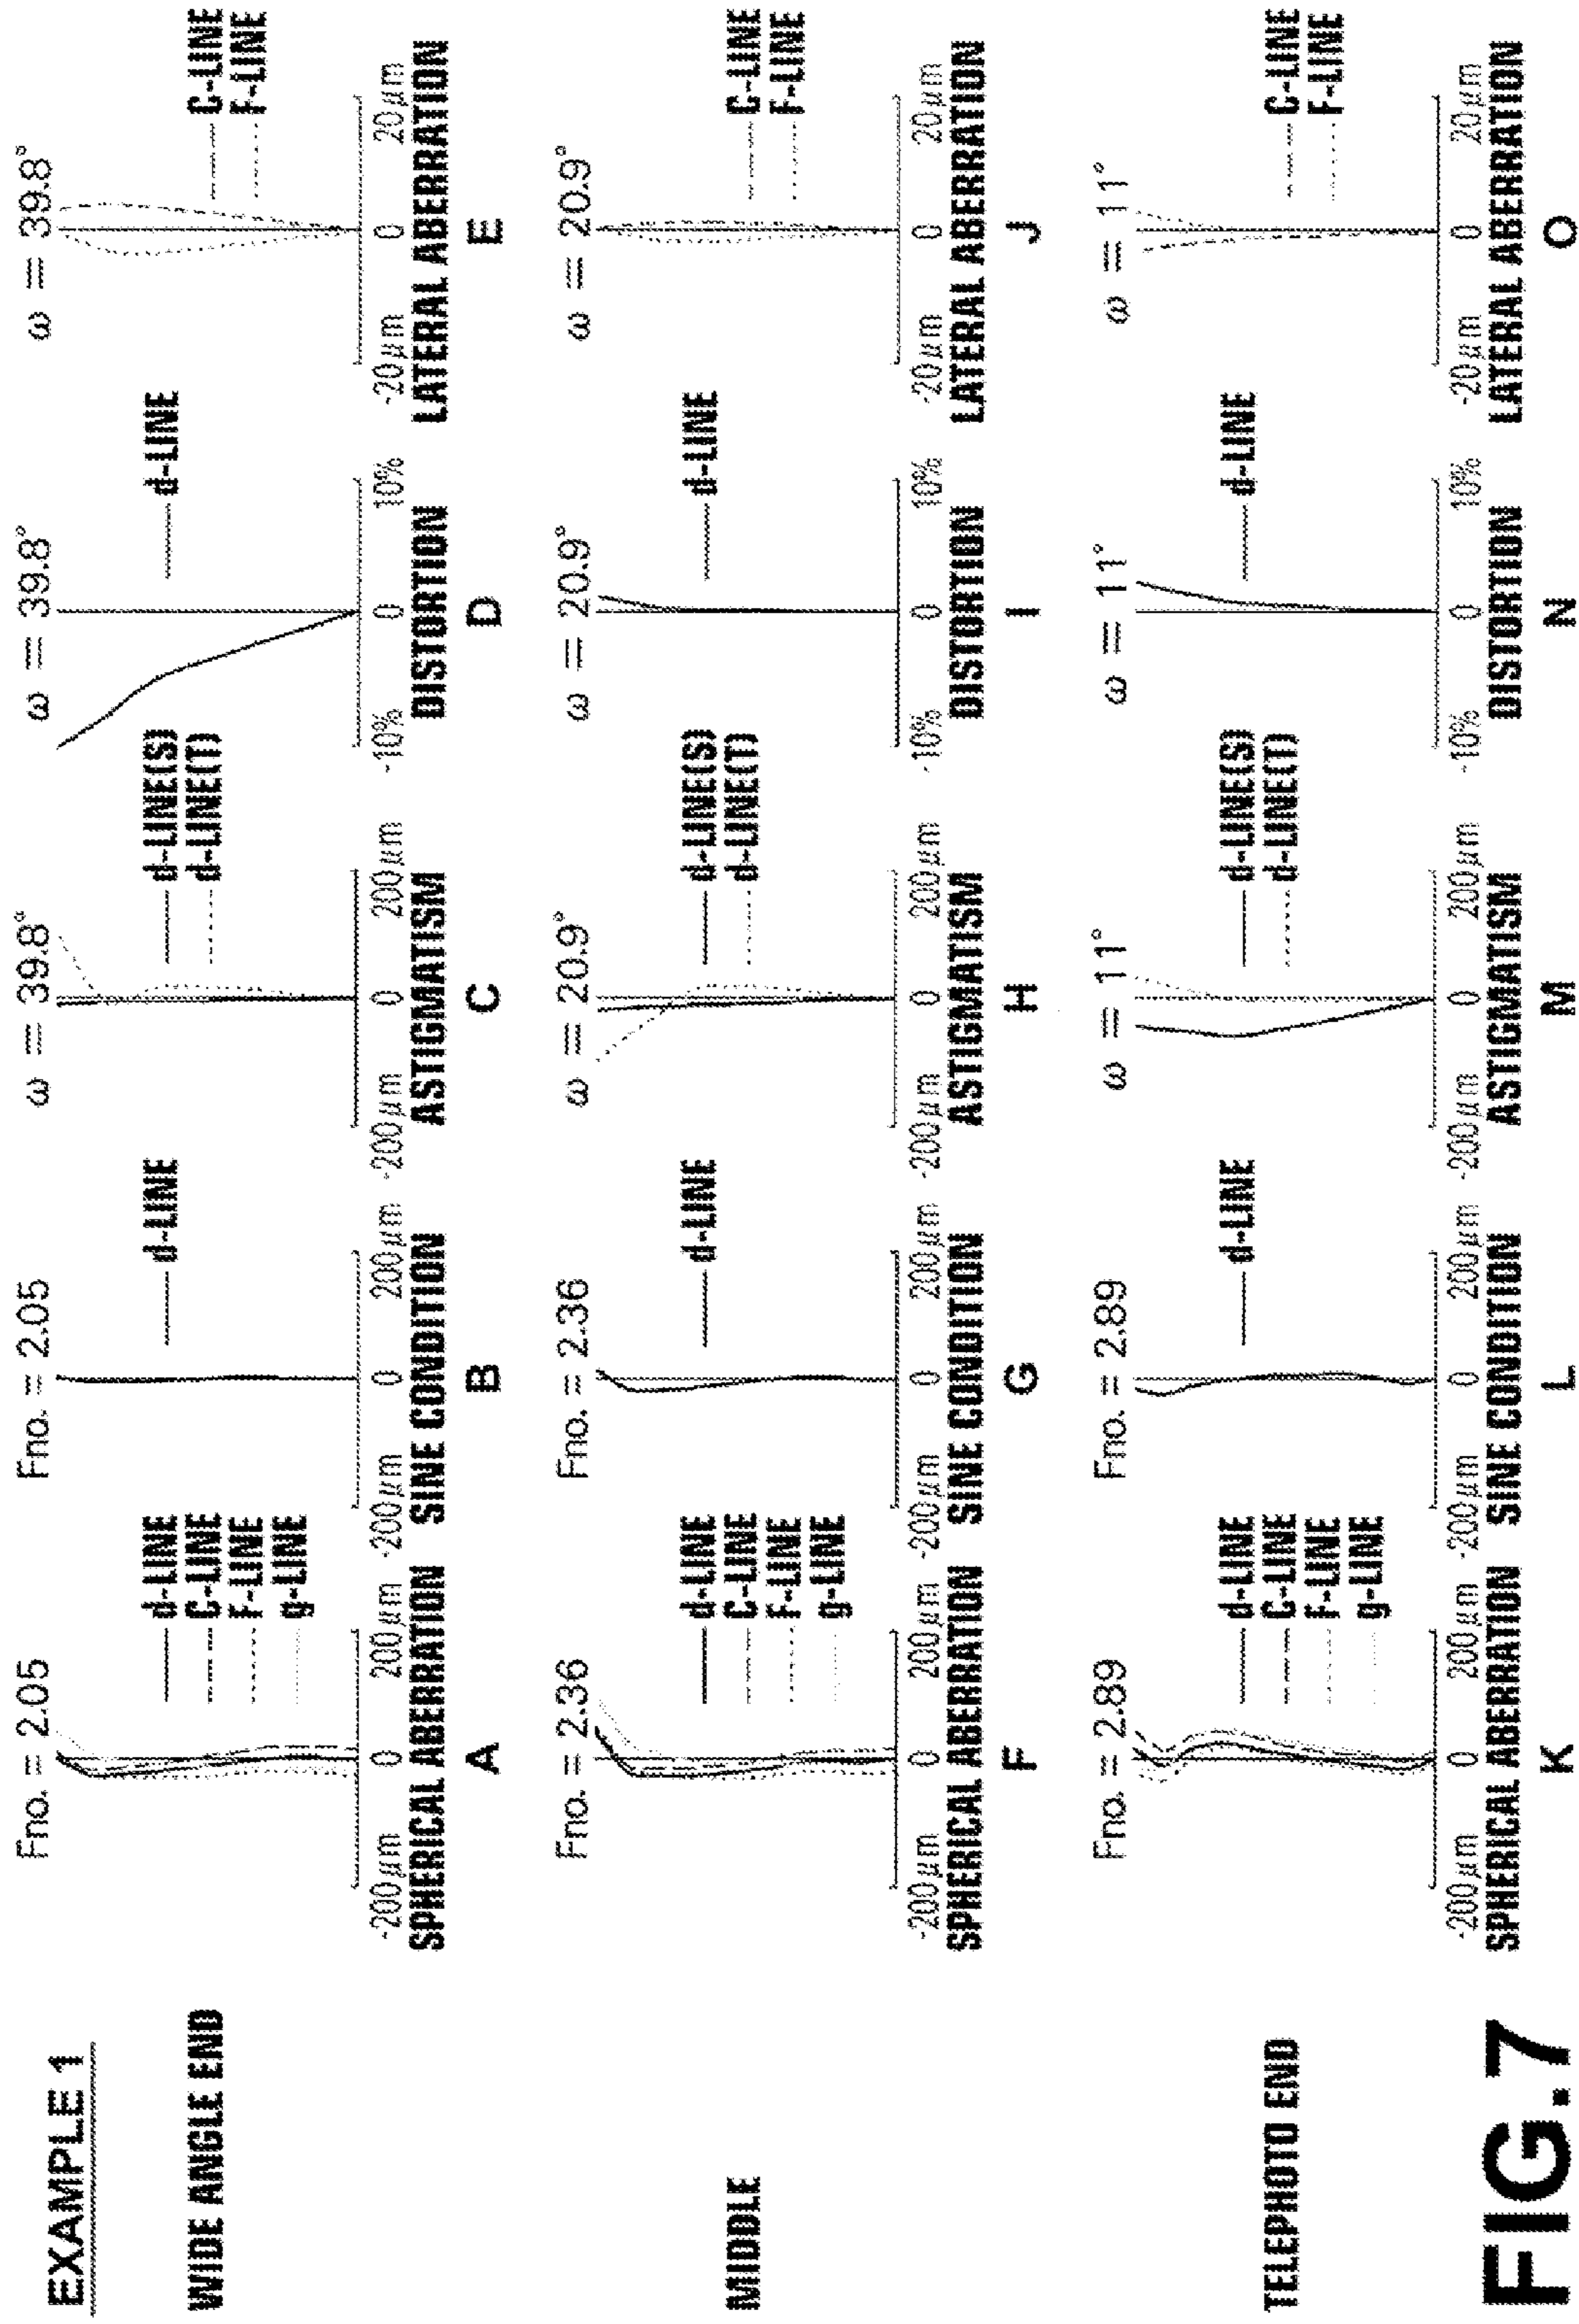 EXAMPLE 1
WIDE ANGLE END
Fno. = 2.05
d-LINE
C-LINE
F-LINE
g-LINE
-200μm 0 200μm
SPHERICAL ABERRATION
A
Fno. = 2.05
d-LINE
-200μm 0 200μm
SINE CONDITION
B
ω = 39.8°
d-LINE(S)
d-LINE(T)
-200μm 0 200μm
ASTIGMATISM
C
ω = 39.8°
d-LINE
-10% 0 10%
DISTORTION
D
ω = 39.8°
C-LINE
F-LINE
-20μm 0 20μm
LATERAL ABERRATION
E
MIDDLE
Fno. = 2.36
d-LINE
C-LINE
F-LINE
g-LINE
-200μm 0 200μm
SPHERICAL ABERRATION
F
Fno. = 2.36
d-LINE
-200μm 0 200μm
SINE CONDITION
G
ω = 20.9°
d-LINE(S)
d-LINE(T)
-200μm 0 200μm
ASTIGMATISM
H
ω = 20.9°
d-LINE
-10% 0 10%
DISTORTION
I
ω = 20.9°
C-LINE
F-LINE
-20μm 0 20μm
LATERAL ABERRATION
J
TELEPHOTO END
Fno. = 2.89
d-LINE
C-LINE
F-LINE
g-LINE
-200μm 0 200μm
SPHERICAL ABERRATION
K
Fno. = 2.89
d-LINE
-200μm 0 200μm
SINE CONDITION
L
ω = 11°
d-LINE(S)
d-LINE(T)
-200μm 0 200μm
ASTIGMATISM
M
ω = 11°
d-LINE
-10% 0 10%
DISTORTION
N
ω = 11°
C-LINE
F-LINE
-20μm 0 20μm
LATERAL ABERRATION
O
FIG.7